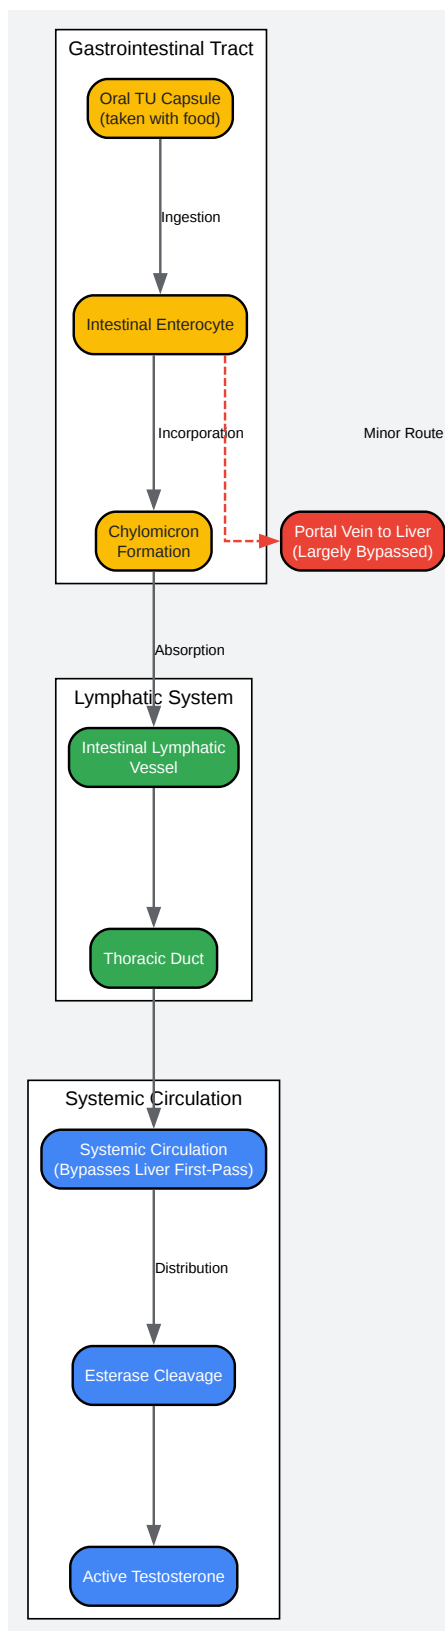 Gastrointestinal Tract
Oral TU Capsule
(taken with food)
Ingestion
Intestinal Enterocyte
Incorporation
Minor Route
Chylomicron
Formation
Portal Vein to Liver
(Largely Bypassed)
Absorption
Lymphatic System
Intestinal Lymphatic
Vessel
Thoracic Duct
Systemic Circulation
Systemic Circulation
(Bypasses Liver First-Pass)
Distribution
Esterase Cleavage
Active Testosterone